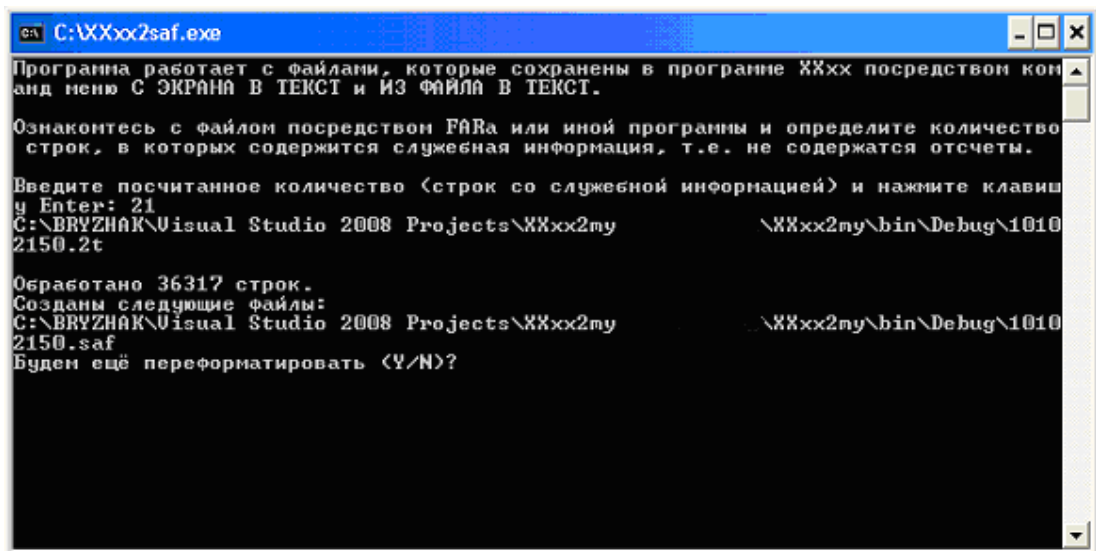 C:\XXxx2saf.exe
Программа работает с файлами, которые сохранены в программе XXxx посредством ком
анд меню С ЭКРАНА В ТЕКСТ и ИЗ ФАЙЛА В ТЕКСТ.
Ознакомтесь с файлом посредством FARа или иной программы и определите количество
строк, в которых содержится служебная информация, т.е. не содержатся отсчеты.
Введите посчитанное количество (строк со служебной информацией) и нажмите клавиш
у Enter: 21
C:\BRYZHAK\Visual Studio 2008 Projects\XXxx2my \XXxx2my\bin\Debug\1010
2150.2t
Обработано 36317 строк.
Созданы следующие файлы:
C:\BRYZHAK\Visual Studio 2008 Projects\XXxx2my \XXxx2my\bin\Debug\1010
2150.saf
Будем ещё переформатировать (Y/N)?